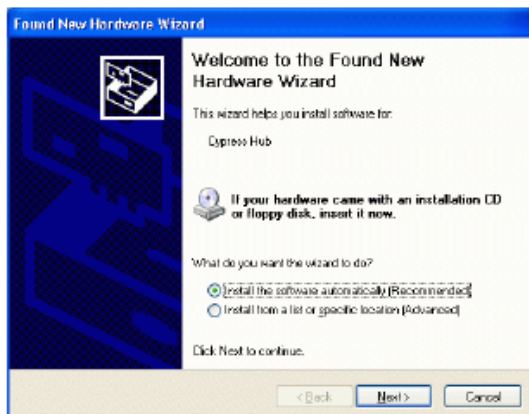 Found New Hardware Wizard
Welcome to the Found New
Hardware Wizard
This wizard helps you install software for:
Cypress Hub
If your hardware came with an installation CD
or floppy disk, insert it now.
What do you want the wizard to do?
Install the software automatically (Recommended)
Install from a list or specific location (Advanced)
Click Next to continue.
< Back
Next >
Cancel